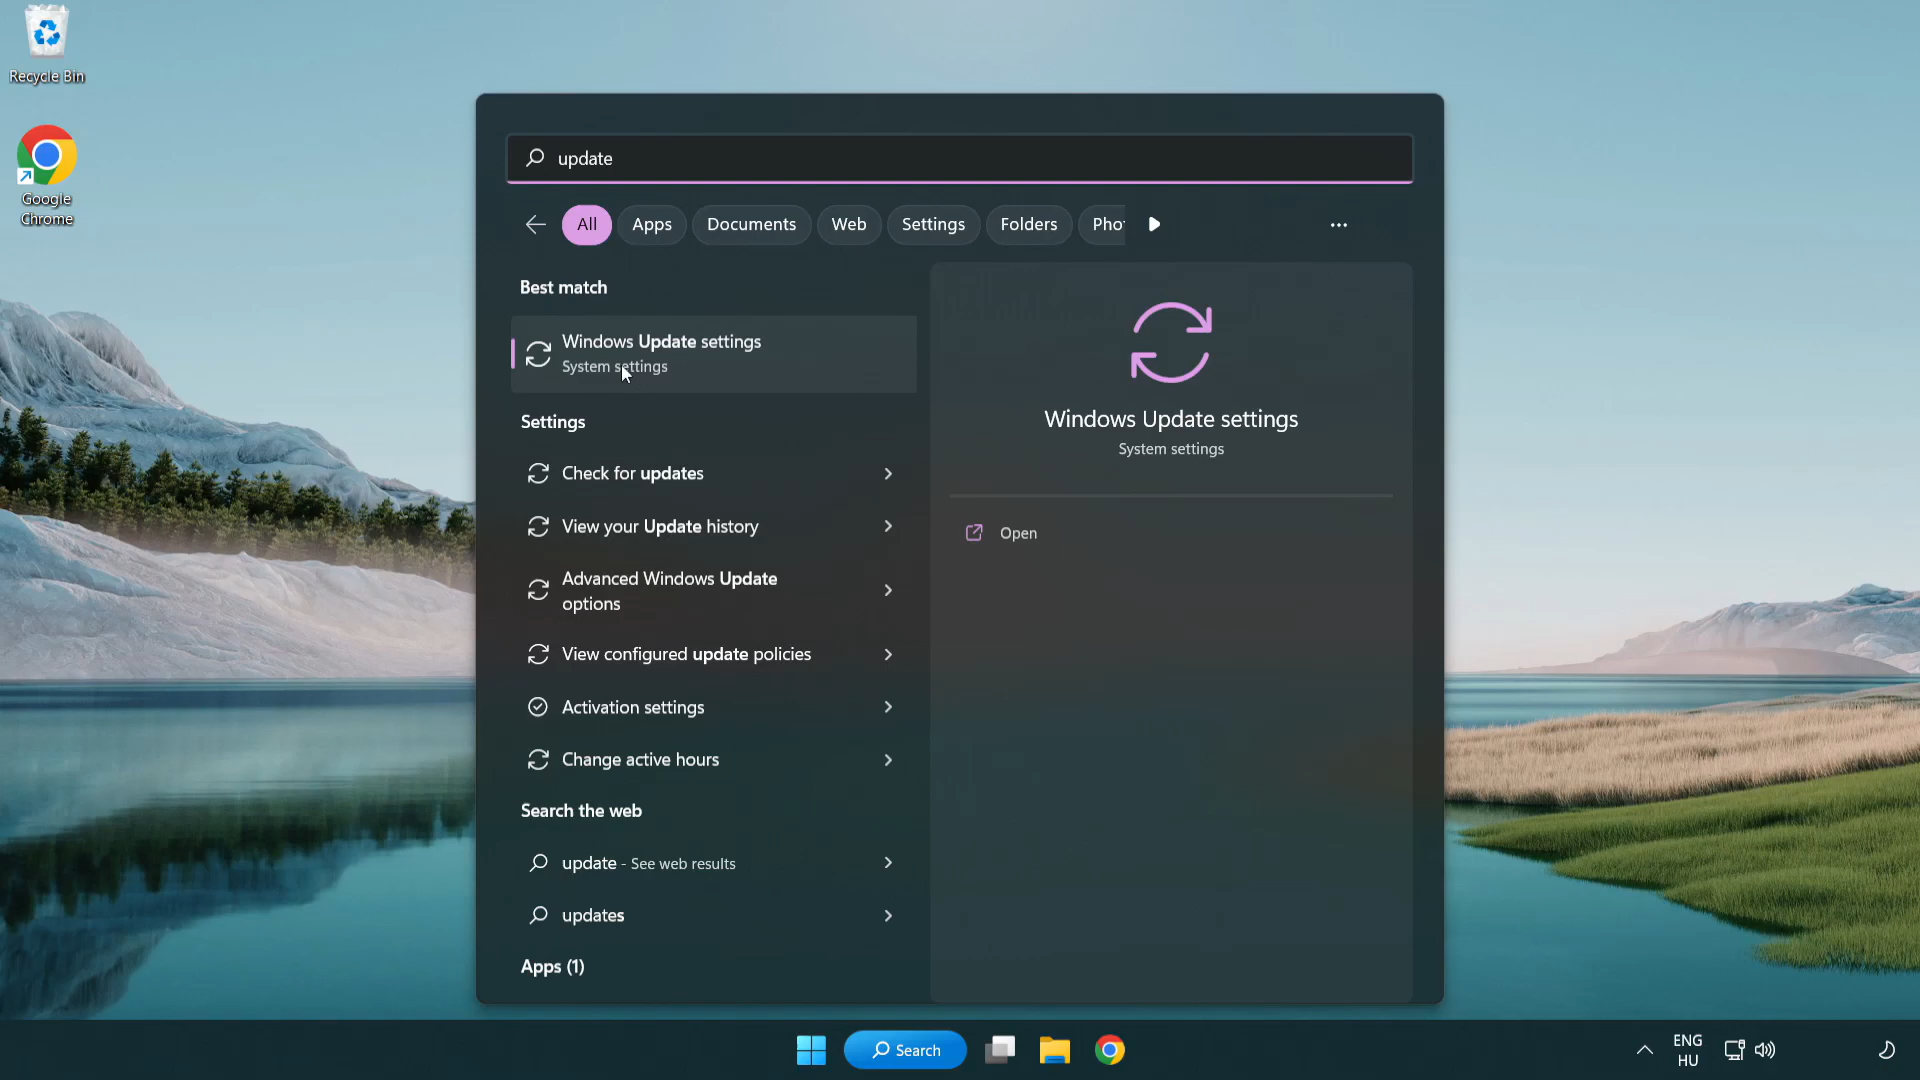 Recycle Bin
Google
Chrome
update
All
Apps
Documents
Web
Settings
Folders
Pho
Best match
Windows Update settings
System settings
Settings
Check for updates
View your Update history
Advanced Windows Update
options
View configured update policies
Activation settings
Change active hours
Search the web
update - See web results
updates
Apps (1)
Windows Update settings
System settings
Open
Search
ENG
HU